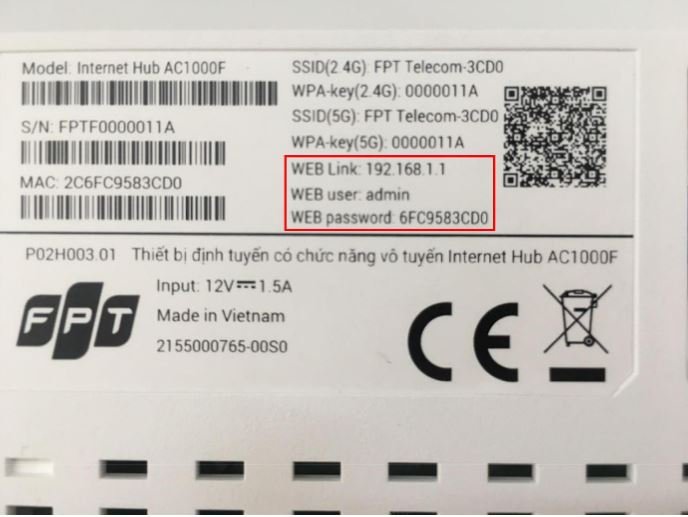 Model: Internet Hub AC1000F
S/N: FPTF0000011A
MAC: 2C6FC9583CD0
SSID(2 4G): FPT Telecom-3CD0
WPA-key(2.4G): 0000011A
SSID(5G): FPT Telecom-3CD0
WPA-key(5G): 0000011A
WEB Link: 192.168.1.1
WEB user: admin
WEB password: 6FC9583CD0
P02H003.01 Thiết bị định tuyến có chức năng vô tuyến Internet Hub AC1000F
FPT
Input: 12V⎓1.5A
Made in Vietnam
2155000765-00S0
CE